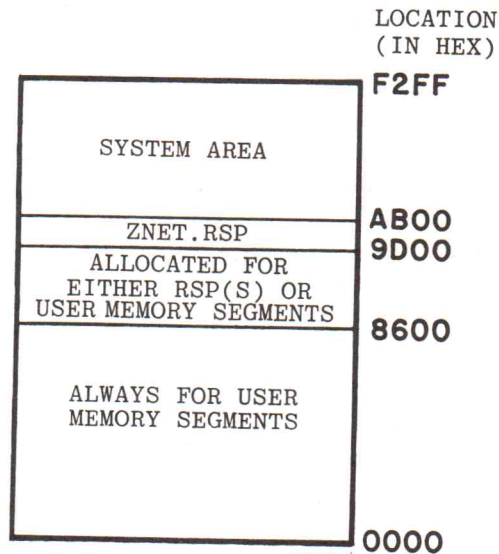 LOCATION
(IN HEX)
F2FF
SYSTEM AREA
AB00
ZNET.RSP
9D00
ALLOCATED FOR
EITHER RSP(S) OR
USER MEMORY SEGMENTS
8600
ALWAYS FOR USER
MEMORY SEGMENTS
0000